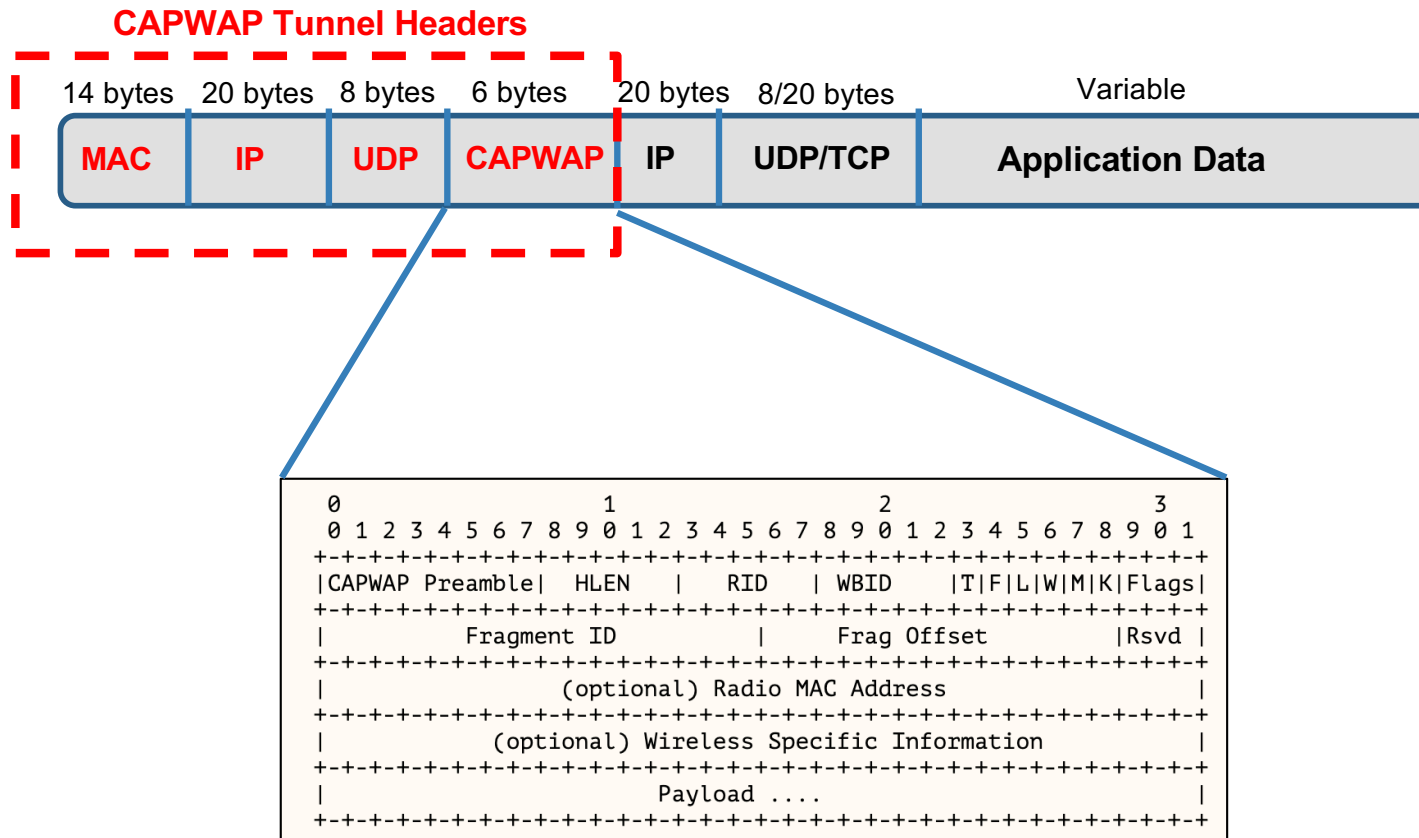 CAPWAP Tunnel Headers
14 bytes 20 bytes 8 bytes 6 bytes 20 bytes 8/20 bytes Variable
MAC IP UDP CAPWAP IP UDP/TCP Application Data
 0                   1                   2                   3
 0 1 2 3 4 5 6 7 8 9 0 1 2 3 4 5 6 7 8 9 0 1 2 3 4 5 6 7 8 9 0 1
+-+-+-+-+-+-+-+-+-+-+-+-+-+-+-+-+-+-+-+-+-+-+-+-+-+-+-+-+-+-+-+-+
|CAPWAP Preamble|  HLEN   |   RID   | WBID    |T|F|L|W|M|K|Flags|
+-+-+-+-+-+-+-+-+-+-+-+-+-+-+-+-+-+-+-+-+-+-+-+-+-+-+-+-+-+-+-+-+
|          Fragment ID          |     Frag Offset         |Rsvd |
+-+-+-+-+-+-+-+-+-+-+-+-+-+-+-+-+-+-+-+-+-+-+-+-+-+-+-+-+-+-+-+-+
|                 (optional) Radio MAC Address                  |
+-+-+-+-+-+-+-+-+-+-+-+-+-+-+-+-+-+-+-+-+-+-+-+-+-+-+-+-+-+-+-+-+
|            (optional) Wireless Specific Information           |
+-+-+-+-+-+-+-+-+-+-+-+-+-+-+-+-+-+-+-+-+-+-+-+-+-+-+-+-+-+-+-+-+
|                        Payload ....                           |
+-+-+-+-+-+-+-+-+-+-+-+-+-+-+-+-+-+-+-+-+-+-+-+-+-+-+-+-+-+-+-+-+